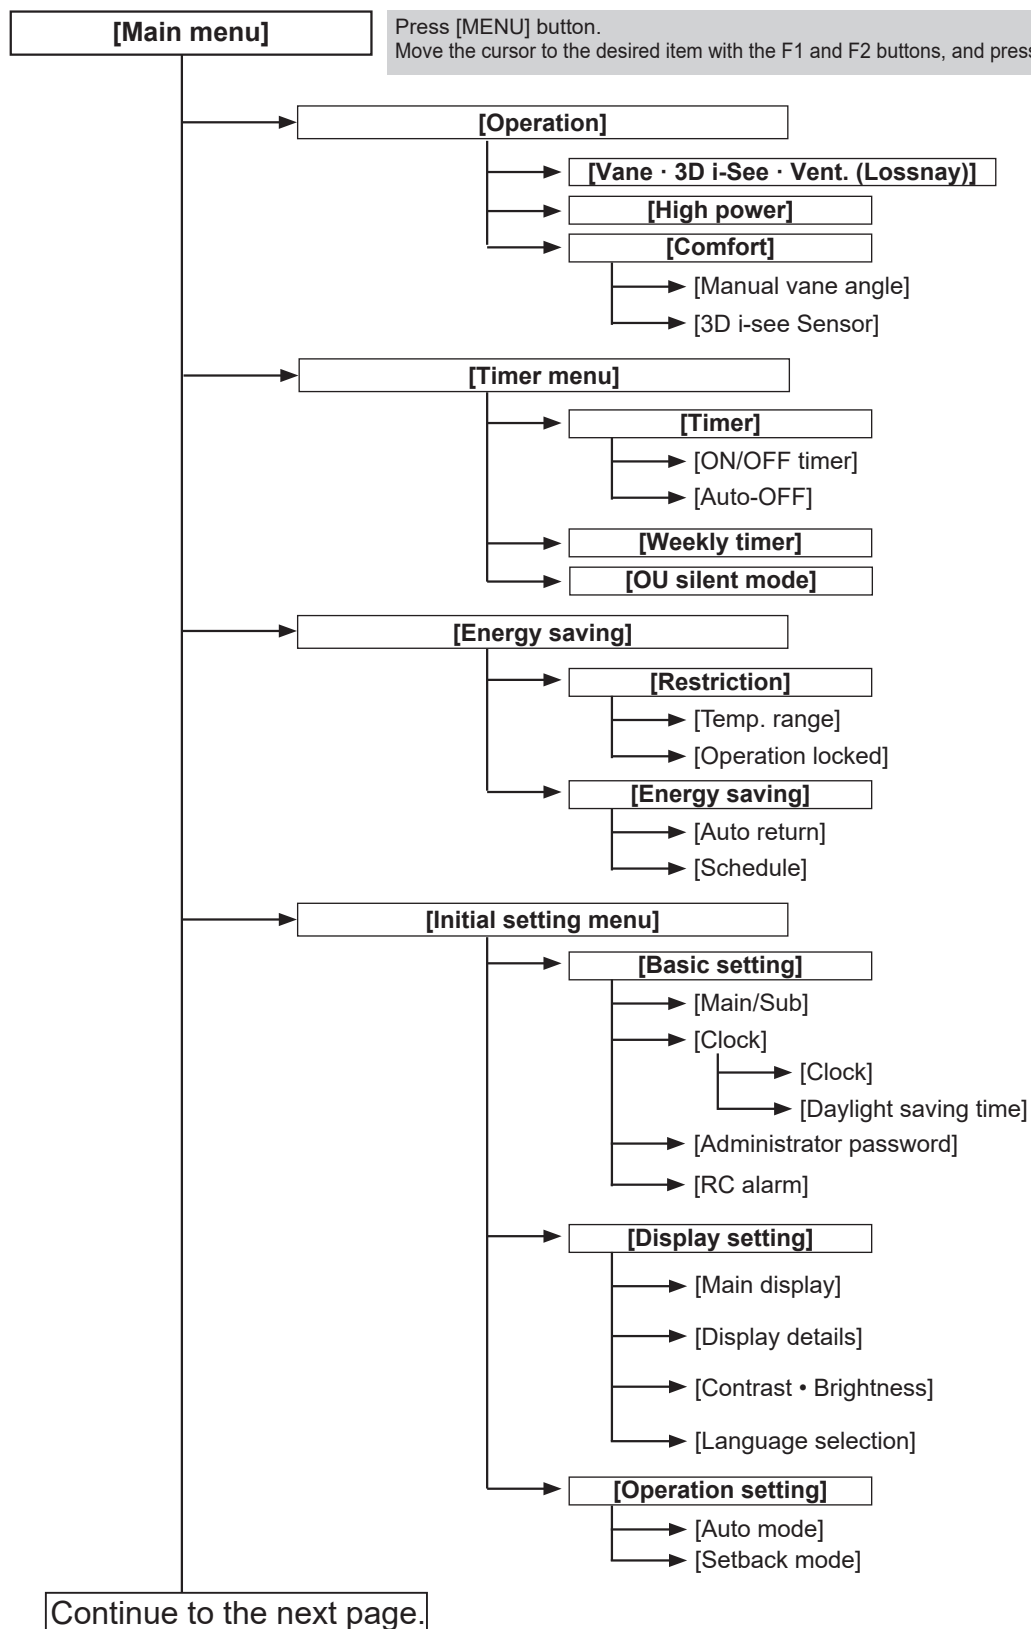 [Main menu]
Press [MENU] button.
Move the cursor to the desired item with the F1 and F2 buttons, and press
[Operation]
[Vane · 3D i-See · Vent. (Lossnay)]
[High power]
[Comfort]
[Manual vane angle]
[3D i-see Sensor]
[Timer menu]
[Timer]
[ON/OFF timer]
[Auto-OFF]
[Weekly timer]
[OU silent mode]
[Energy saving]
[Restriction]
[Temp. range]
[Operation locked]
[Energy saving]
[Auto return]
[Schedule]
[Initial setting menu]
[Basic setting]
[Main/Sub]
[Clock]
[Clock]
[Daylight saving time]
[Administrator password]
[RC alarm]
[Display setting]
[Main display]
[Display details]
[Contrast • Brightness]
[Language selection]
[Operation setting]
[Auto mode]
[Setback mode]
Continue to the next page.